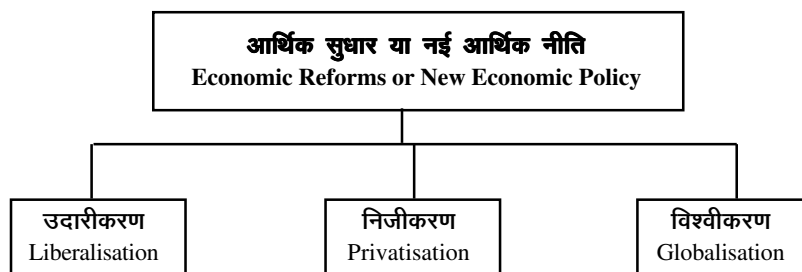 आर्थिक सुधार या नई आर्थिक नीति
Economic Reforms or New Economic Policy
उदारीकरण
Liberalisation
निजीकरण
Privatisation
विश्वीकरण
Globalisation